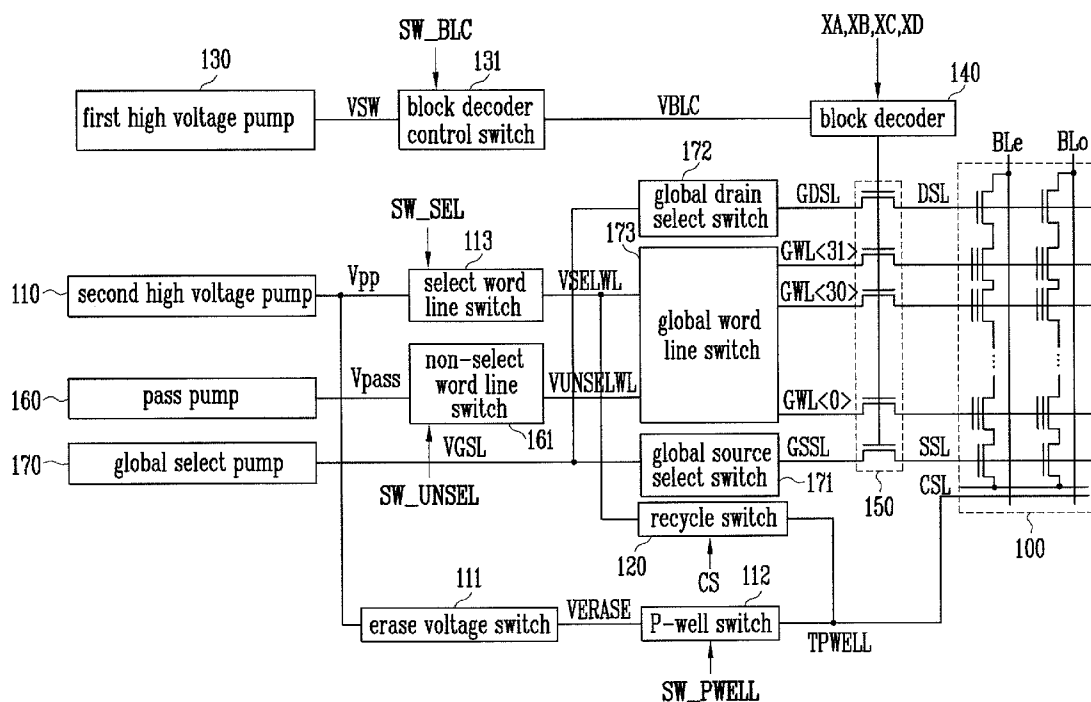 SW_BLC
XA,XB,XC,XD
130
131
140
first high voltage pump
VSW
block decoder
control switch
VBLC
block decoder
BLe
BLo
172
global drain
select switch
GDSL
DSL
SW_SEL
173
113
GWL<31>
110
second high voltage pump
Vpp
select word
line switch
VSELWL
GWL<30>
global word
line switch
160
pass pump
Vpass
non-select
word line
switch
VUNSELWL
GWL<0>
161
170
global select pump
VGSL
global source
select switch
GSSL
SSL
171
CSL
SW_UNSEL
150
recycle switch
100
120
CS
111
112
erase voltage switch
VERASE
P-well switch
TPWELL
SW_PWELL